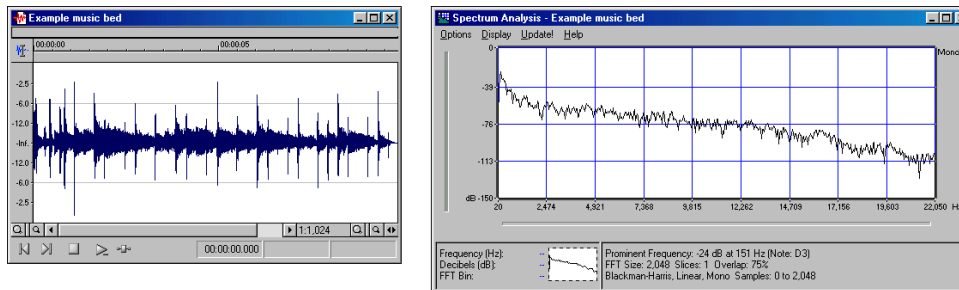 Example music bed
00:00:00 00:00:05
-2.5
-6.0
-12.0
-Inf.
-12.0
-6.0
-2.5
1:1,024
00:00:00.000
Spectrum Analysis - Example music bed
Options Display Update! Help
0
Mono
-39
-76
-113
dB -150
20 2,474 4,921 7,368 9,815 12,262 14,709 17,156 19,603 22,050 Hz
Frequency (Hz): --
Decibels (dB): --
FFT Bin: --
Prominent Frequency: -24 dB at 151 Hz (Note: D3)
FFT Size: 2,048 Slices: 1 Overlap: 75%
Blackman-Harris, Linear, Mono Samples: 0 to 2,048